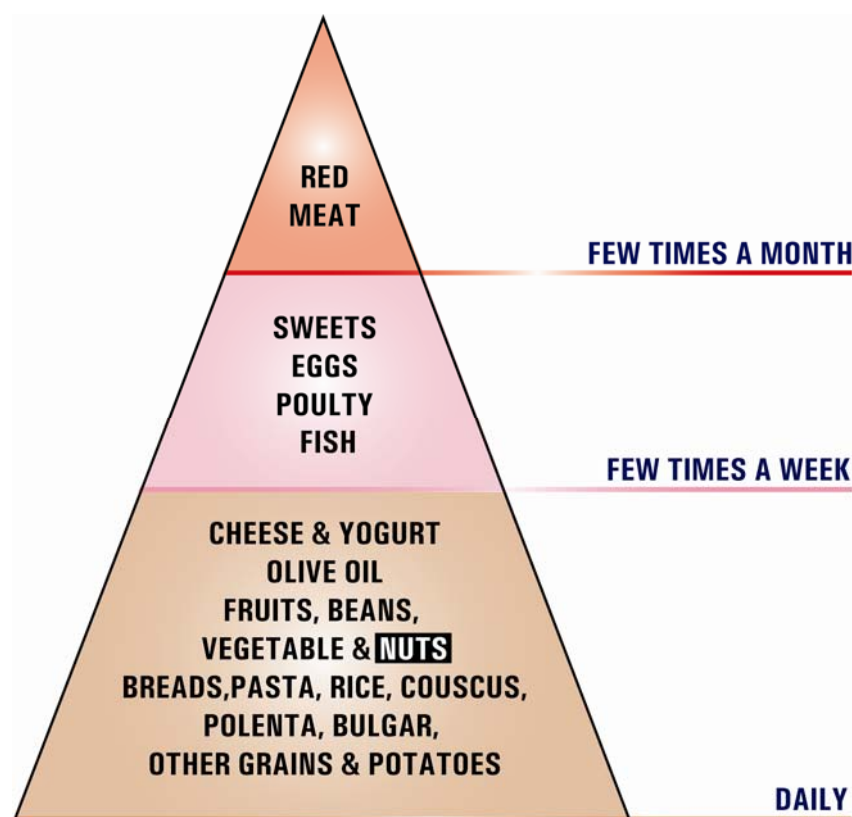 RED
MEAT
FEW TIMES A MONTH
SWEETS
EGGS
POULTY
FISH
FEW TIMES A WEEK
CHEESE & YOGURT
OLIVE OIL
FRUITS, BEANS,
VEGETABLE & NUTS
BREADS,PASTA, RICE, COUSCUS,
POLENTA, BULGAR,
OTHER GRAINS & POTATOES
DAILY